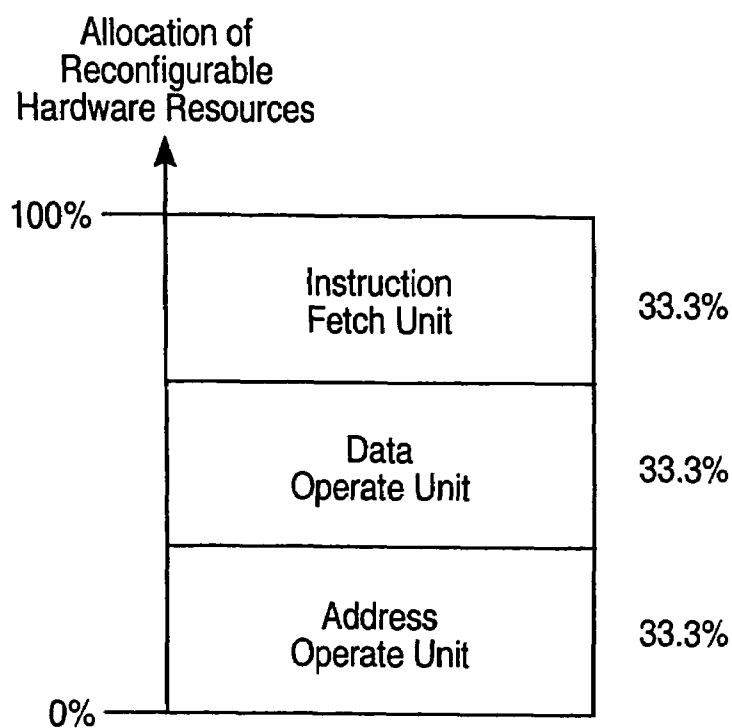 Allocation of
Reconfigurable
Hardware Resources
100%
Instruction
Fetch Unit
33.3%
Data
Operate Unit
33.3%
Address
Operate Unit
33.3%
0%